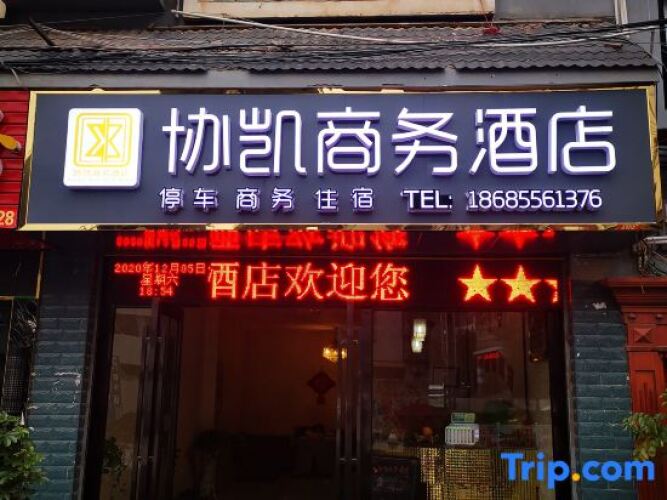 协凯商务酒店
停车 商务 住宿 TEL: 18685561376
28
2020年12月05日
星期六
18:54
酒店欢迎您 ★★
Trip.com